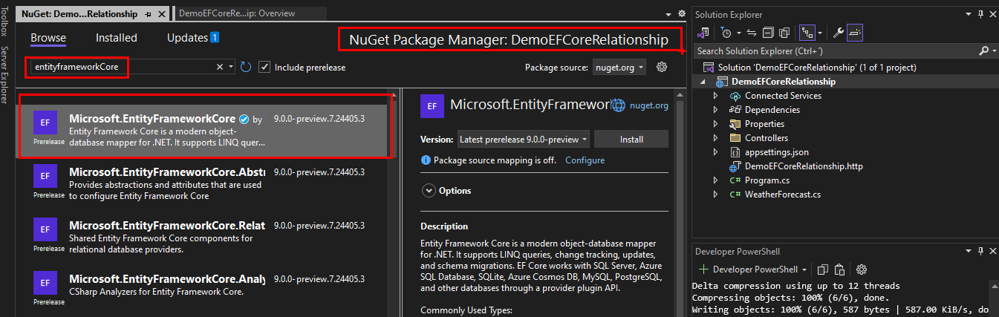 Toolbox
Server Explorer
NuGet: Demo...Relationship
DemoEFCoreRe...ip: Overview
Browse
Installed
Updates 1
NuGet Package Manager: DemoEFCoreRelationship
entityframeworkCore
Include prerelease
Package source: nuget.org
EF
Prerelease
Microsoft.EntityFrameworkCore by 9.0.0-preview.7.24405.3
Entity Framework Core is a modern object-
database mapper for .NET. It supports LINQ quer...
EF
Prerelease
Microsoft.EntityFrameworkCore.Abst 9.0.0-preview.7.24405.3
Provides abstractions and attributes that are used
to configure Entity Framework Core
EF
Prerelease
Microsoft.EntityFrameworkCore.Relat 9.0.0-preview.7.24405.3
Shared Entity Framework Core components for
relational database providers.
EF
Prerelease
Microsoft.EntityFrameworkCore.Analy 9.0.0-preview.7.24405.3
CSharp Analyzers for Entity Framework Core.
EF
Microsoft.EntityFramework
nuget.org
Version: Latest prerelease 9.0.0-preview
Install
Package source mapping is off. Configure
Options
Description
Entity Framework Core is a modern object-database mapper
for .NET. It supports LINQ queries, change tracking, updates,
and schema migrations. EF Core works with SQL Server, Azure
SQL Database, SQLite, Azure Cosmos DB, MySQL, PostgreSQL,
and other databases through a provider plugin API.
Commonly Used Types:
Solution Explorer
Search Solution Explorer (Ctrl+´)
Solution 'DemoEFCoreRelationship' (1 of 1 project)
DemoEFCoreRelationship
Connected Services
Dependencies
Properties
Controllers
appsettings.json
DemoEFCoreRelationship.http
C# Program.cs
C# WeatherForecast.cs
Developer PowerShell
Developer PowerShell
Delta compression using up to 12 threads
Compressing objects: 100% (6/6), done.
Writing objects: 100% (6/6), 587 bytes | 587.00 KiB/s, do